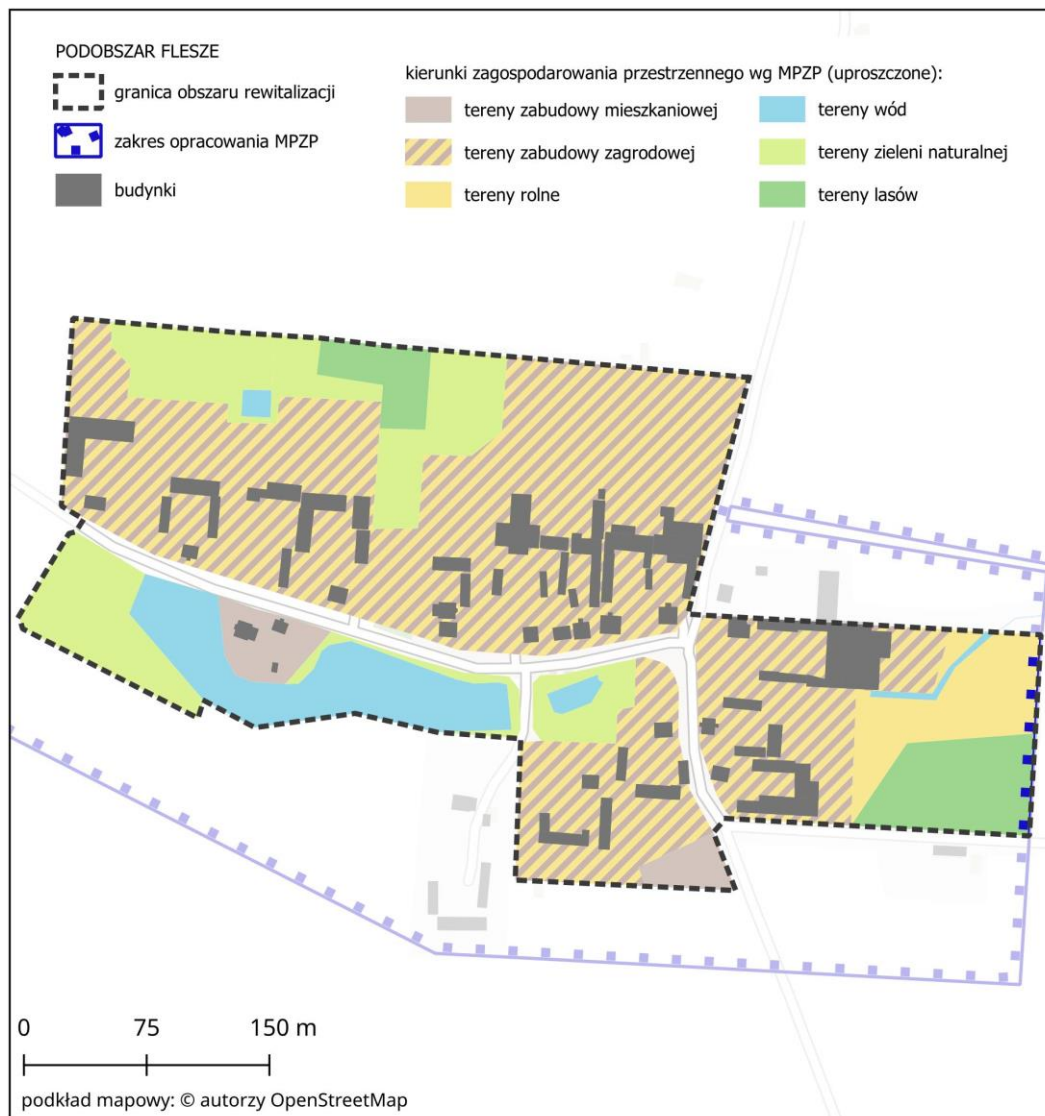 PODOBSZAR FLESZE
granica obszaru rewitalizacji
zakres opracowania MPZP
budynki
kierunki zagospodarowania przestrzennego wg MPZP (uproszczone):
tereny zabudowy mieszkaniowej
tereny zabudowy zagrodowej
tereny rolne
tereny wód
tereny zieleni naturalnej
tereny lasów
0 75 150 m
podkład mapowy: © autorzy OpenStreetMap